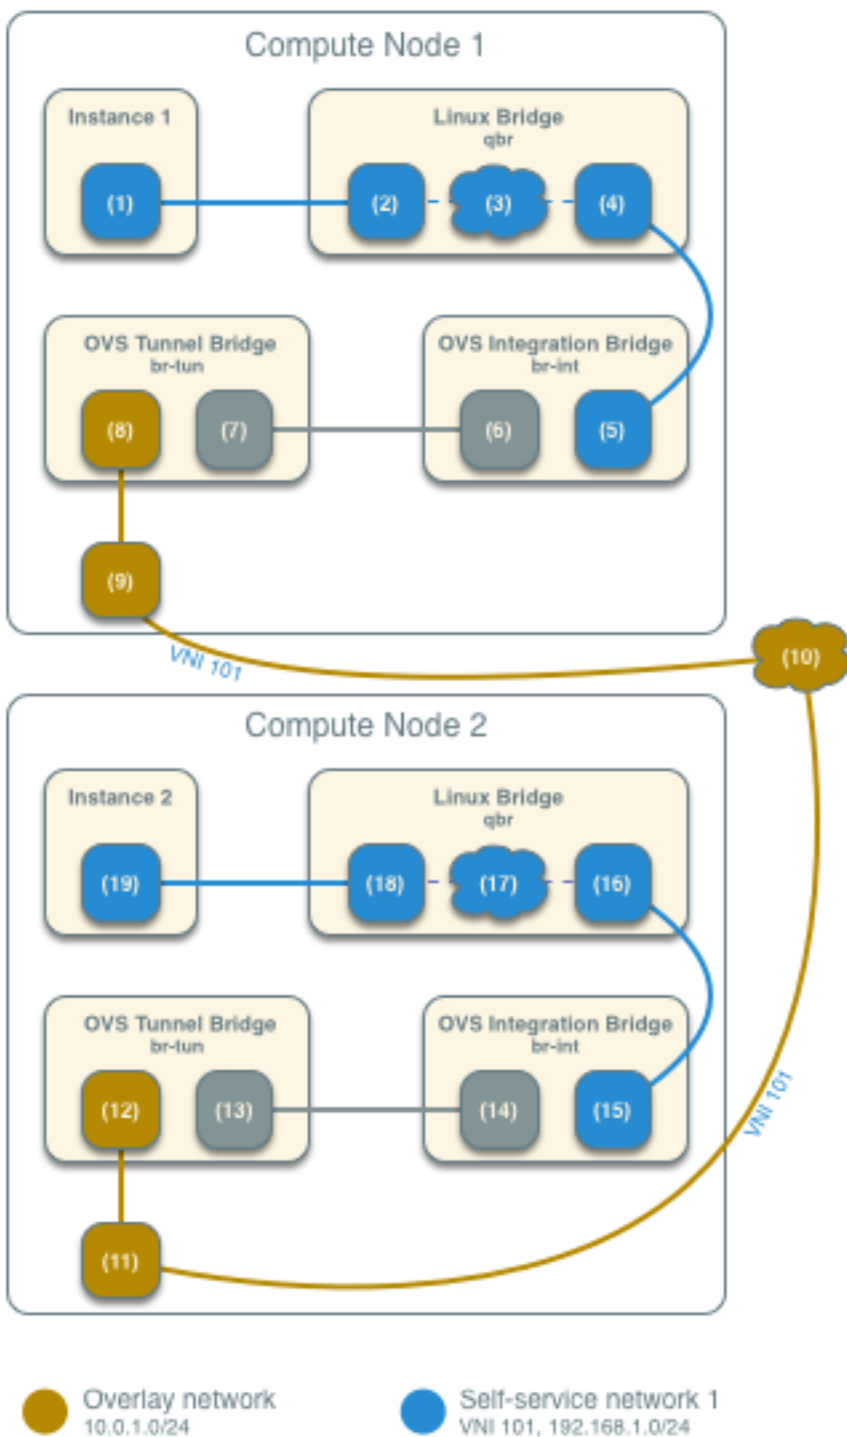 Compute Node 1
Instance 1
Linux Bridge
qbr
(1)
(2)
(3)
(4)
OVS Tunnel Bridge
br-tun
OVS Integration Bridge
br-int
(8)
(7)
(6)
(5)
(9)
VNI 101
(10)
Compute Node 2
Instance 2
Linux Bridge
qbr
(19)
(18)
(17)
(16)
OVS Tunnel Bridge
br-tun
OVS Integration Bridge
br-int
(12)
(13)
(14)
(15)
VNI 101
(11)
Overlay network
10.0.1.0/24
Self-service network 1
VNI 101, 192.168.1.0/24